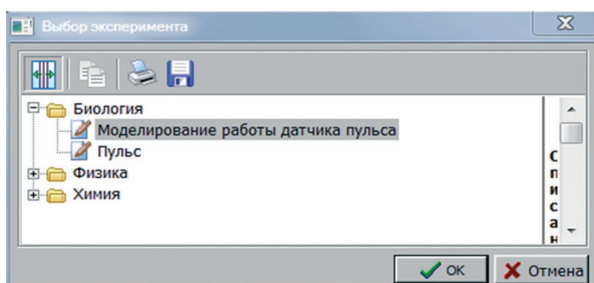 Выбор эксперимента
Биология
Моделирование работы датчика пульса
Пульс
Физика
Химия
С
п
и
с
а
н
ОК
Отмена